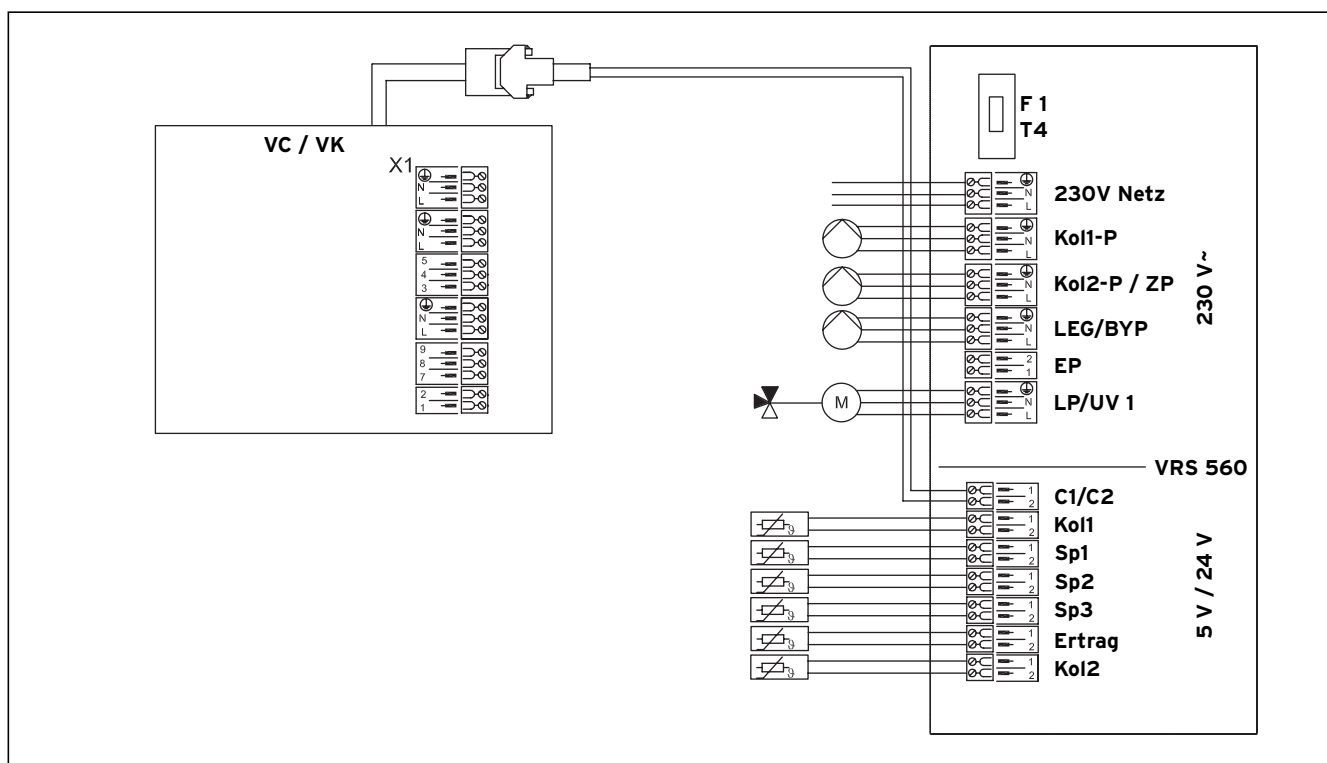 VC / VK
X1
N
L
N
L
5
4
3
N
L
9
8
7
2
1
F 1
T4
N
L
230V Netz
N
L
Kol1-P
N
L
Kol2-P / ZP
N
L
LEG/BYP
2
1
EP
N
L
LP/UV 1
M
230 V~
VRS 560
1
2
C1/C2
ϑ
1
2
Kol1
ϑ
1
2
Sp1
ϑ
1
2
Sp2
ϑ
1
2
Sp3
ϑ
1
2
Ertrag
ϑ
1
2
Kol2
5 V / 24 V